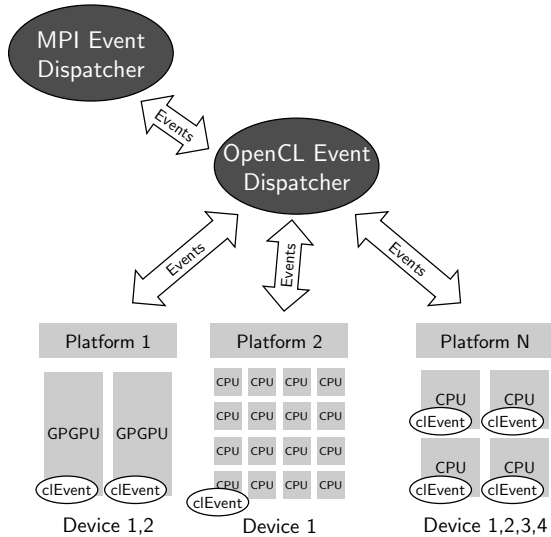 MPI Event
Dispatcher
Events
OpenCL Event
Dispatcher
Events
Events
Events
Platform 1
Platform 2
Platform N
GPGPU GPGPU
clEvent clEvent
Device 1,2
CPU CPU CPU CPU
CPU CPU CPU CPU
CPU CPU CPU CPU
CPU CPU CPU CPU
clEvent
Device 1
CPU CPU
clEvent clEvent
CPU CPU
clEvent clEvent
Device 1,2,3,4